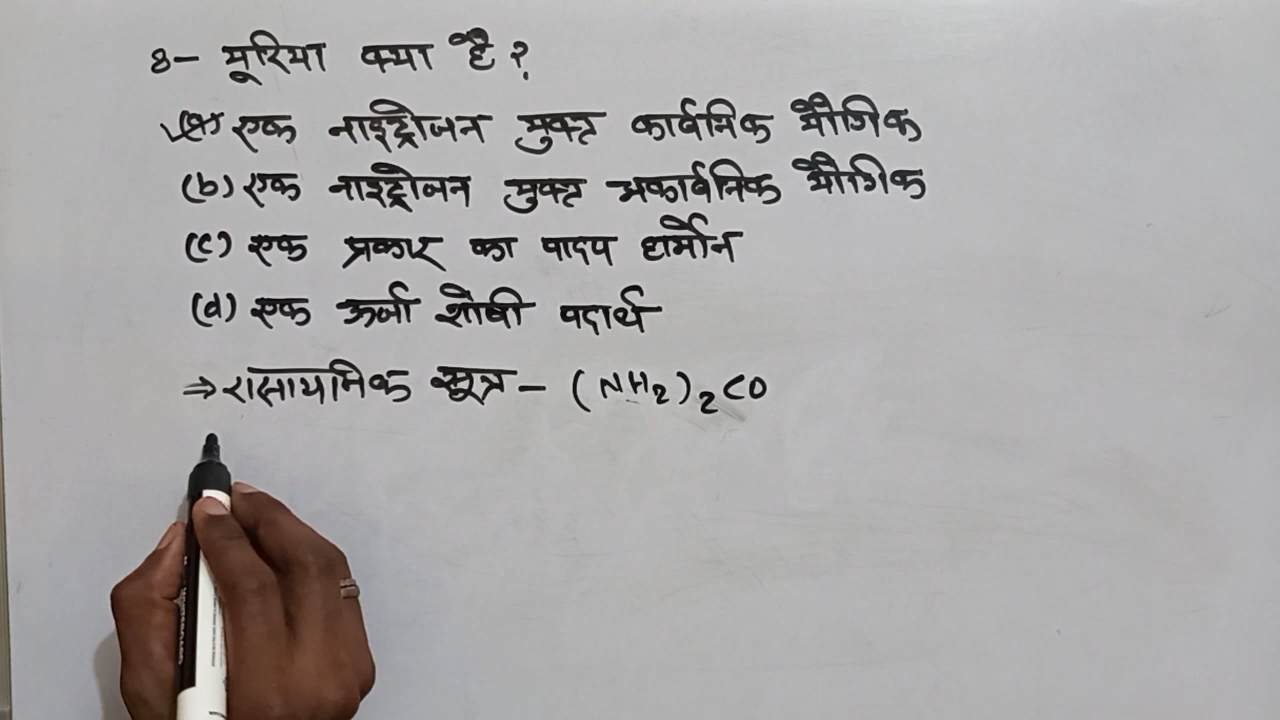 8- यूरिया क्या है ?
(a) एक नाइट्रोजन युक्त कार्बनिक यौगिक
(b) एक नाइट्रोजन युक्त अकार्बनिक यौगिक
(c) एक प्रकार का पादप हार्मोन
(d) एक ऊर्जा शोषी पदार्थ
⇒ रासायनिक सूत्र - (NH₂)₂CO